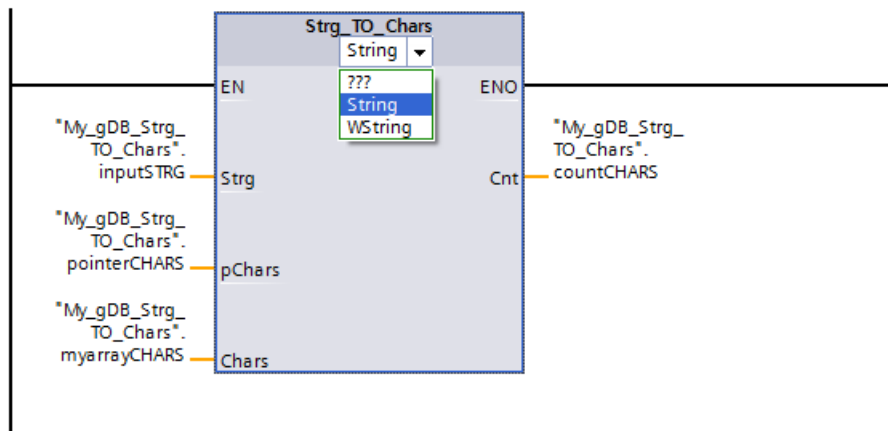 Strg_TO_Chars
String
EN
???
ENO
String
WString
"My_gDB_Strg_
TO_Chars".
inputSTRG
Strg
Cnt
"My_gDB_Strg_
TO_Chars".
countCHARS
"My_gDB_Strg_
TO_Chars".
pointerCHARS
pChars
"My_gDB_Strg_
TO_Chars".
myarrayCHARS
Chars